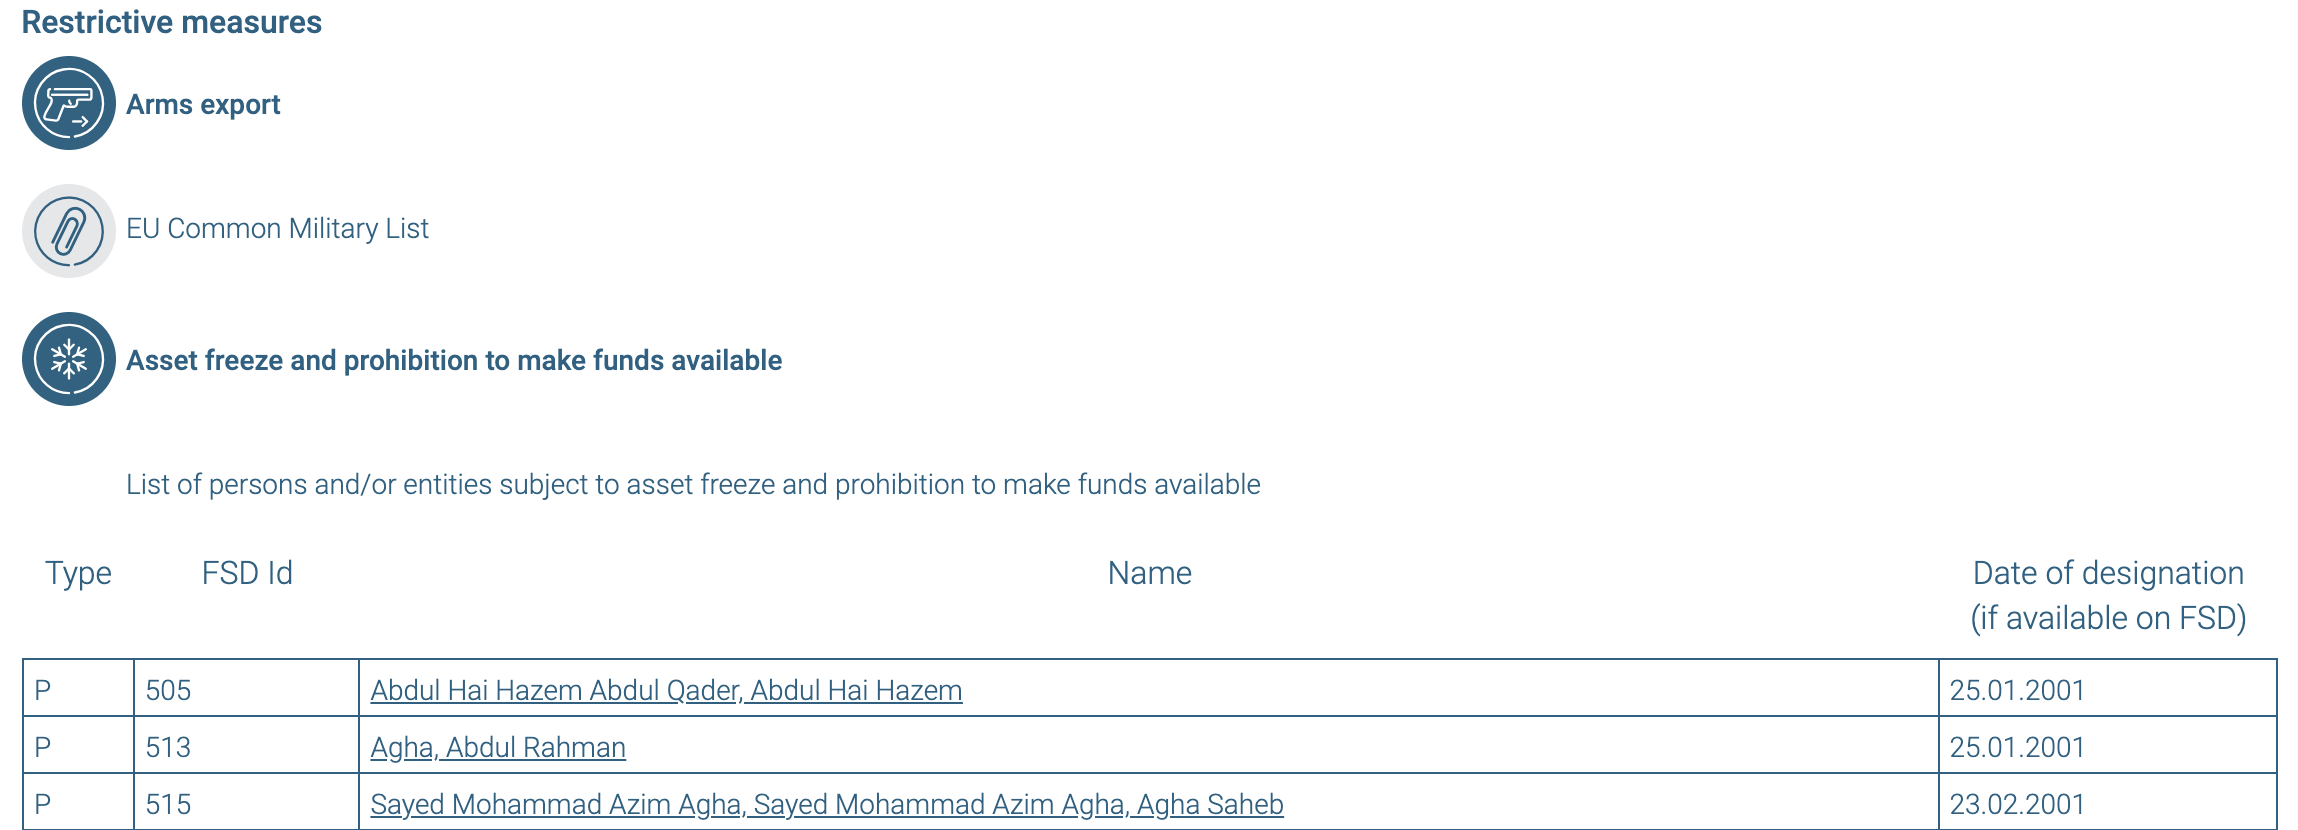 Restrictive measures
Arms export
EU Common Military List
Asset freeze and prohibition to make funds available
List of persons and/or entities subject to asset freeze and prohibition to make funds available
Type FSD Id Name Date of designation
(if available on FSD)
P 505 Abdul Hai Hazem Abdul Qader, Abdul Hai Hazem 25.01.2001
P 513 Agha, Abdul Rahman 25.01.2001
P 515 Sayed Mohammad Azim Agha, Sayed Mohammad Azim Agha, Agha Saheb 23.02.2001